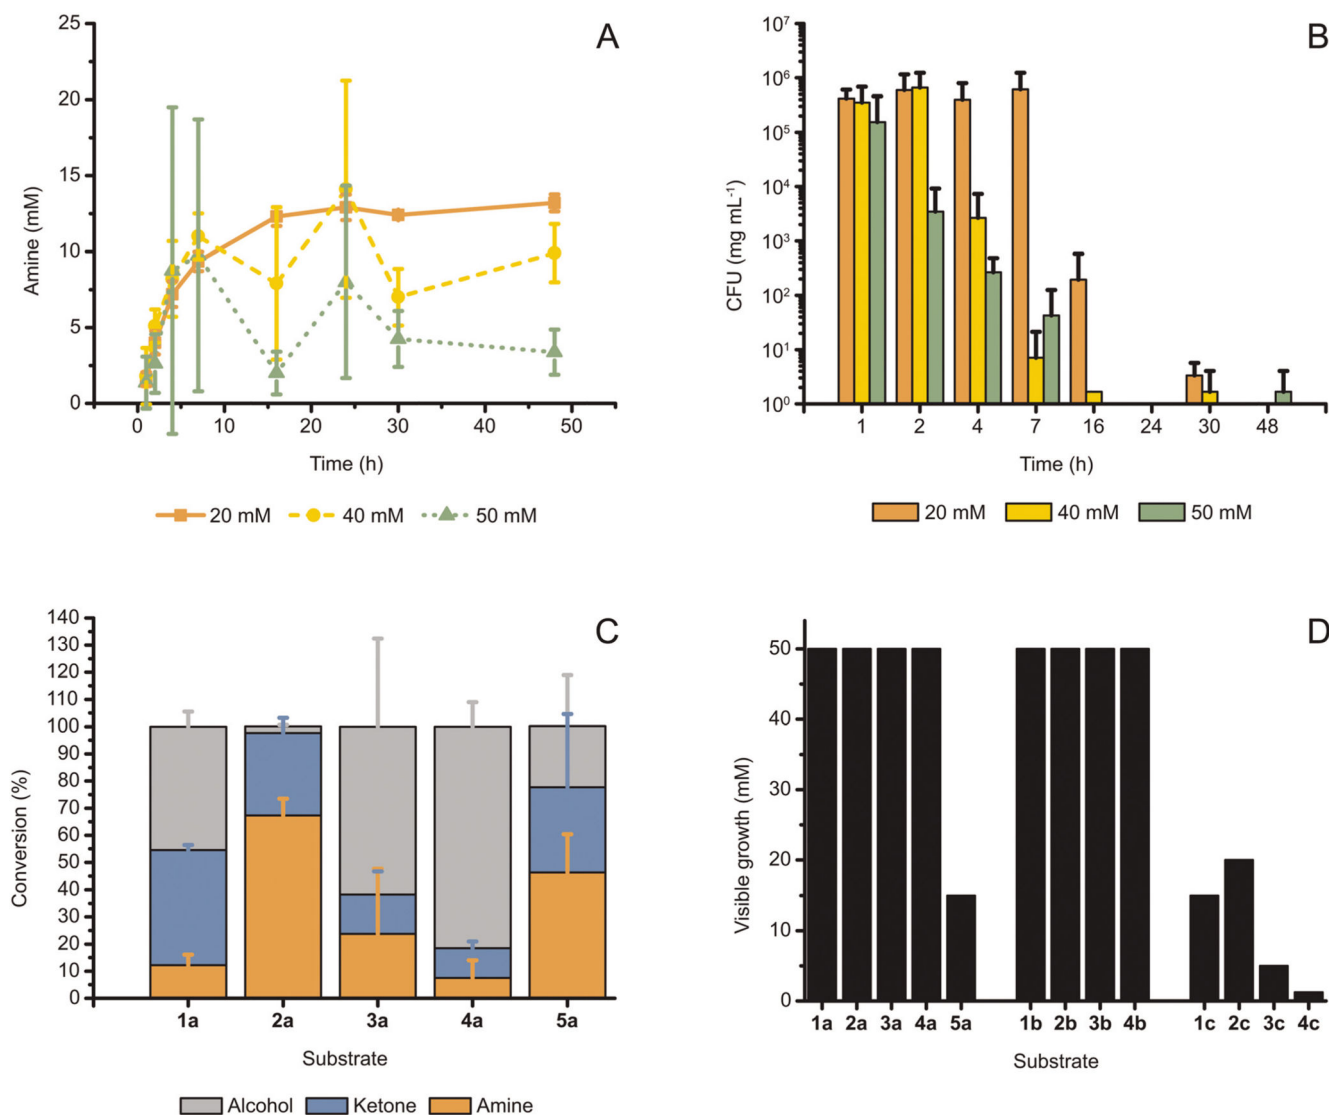 A
25
20
15
10
5
0
Amine (mM)
0 10 20 30 40 50
Time (h)
20 mM 40 mM 50 mM
B
10⁷
10⁶
10⁵
10⁴
10³
10²
10¹
10⁰
CFU (mg mL⁻¹)
1 2 4 7 16 24 30 48
Time (h)
20 mM 40 mM 50 mM
C
140
130
120
110
100
90
80
70
60
50
40
30
20
10
0
Conversion (%)
1a 2a 3a 4a 5a
Substrate
Alcohol Ketone Amine
D
50
40
30
20
10
0
Visible growth (mM)
1a 2a 3a 4a 5a 1b 2b 3b 4b 1c 2c 3c 4c
Substrate